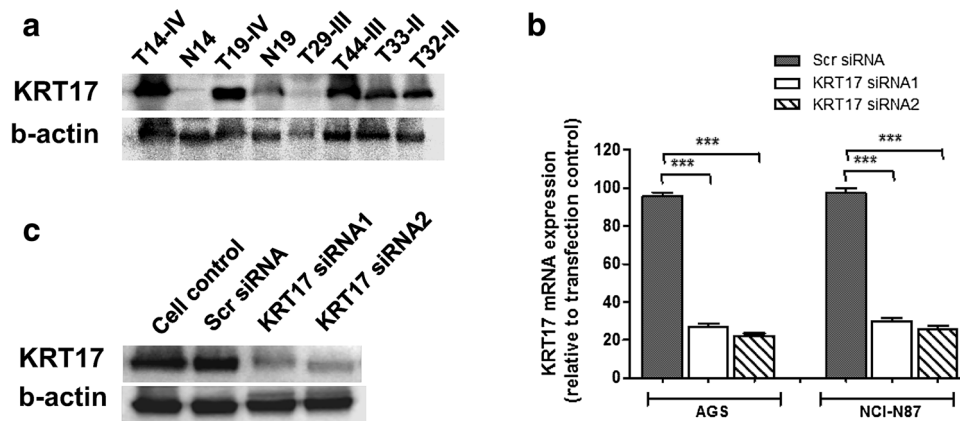 a
T14-IV N14 T19-IV N19 T29-III T44-III T33-II T32-II
KRT17
b-actin
b
Scr siRNA
KRT17 siRNA1
KRT17 siRNA2
KRT17 mRNA expression
(relative to transfection control)
120
100
80
60
40
20
0
*** ***
*** ***
AGS NCI-N87
c
Cell control Scr siRNA KRT17 siRNA1 KRT17 siRNA2
KRT17
b-actin